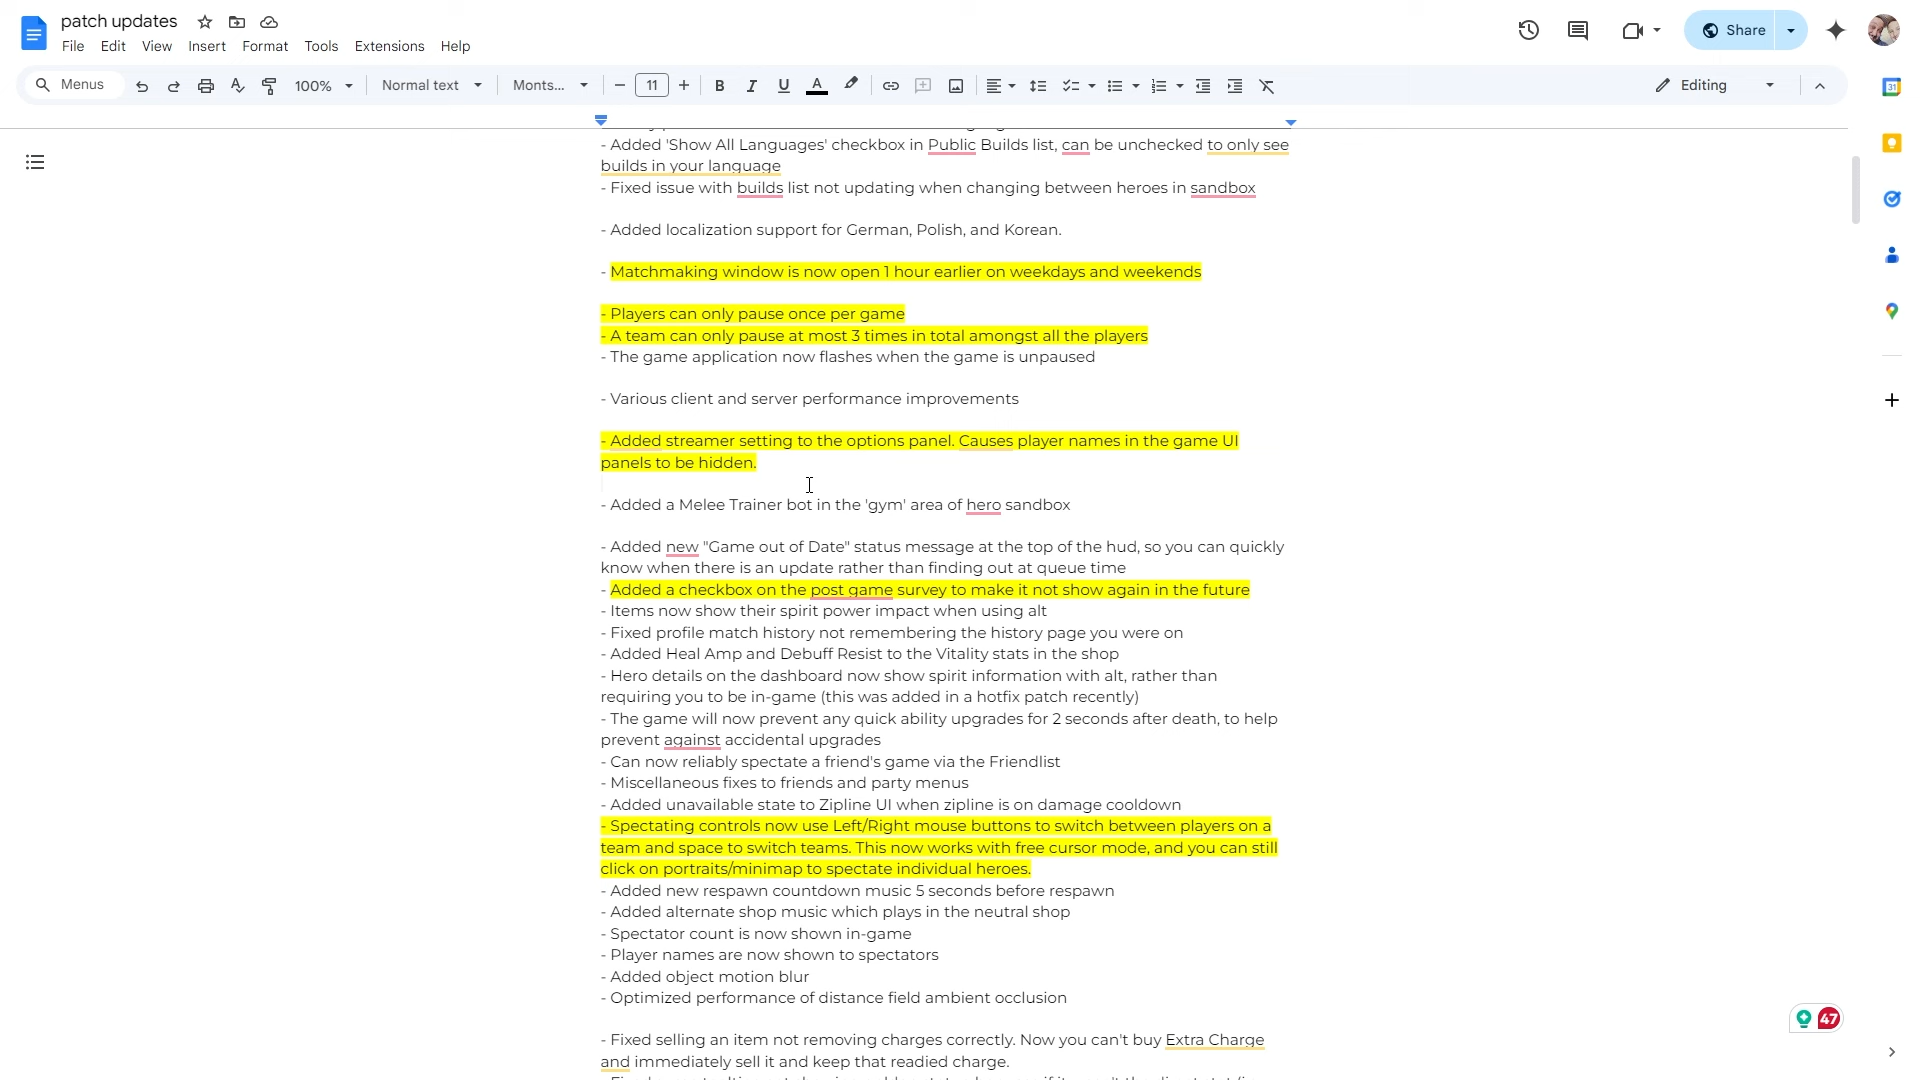 patch updates
File Edit View Insert Format Tools Extensions Help
Share
Menus 100% Normal text Monts... 11 Editing
31
- Added 'Show All Languages' checkbox in Public Builds list, can be unchecked to only see
builds in your language
- Fixed issue with builds list not updating when changing between heroes in sandbox
- Added localization support for German, Polish, and Korean.
- Matchmaking window is now open 1 hour earlier on weekdays and weekends
- Players can only pause once per game
- A team can only pause at most 3 times in total amongst all the players
- The game application now flashes when the game is unpaused
- Various client and server performance improvements
- Added streamer setting to the options panel. Causes player names in the game UI
panels to be hidden.
- Added a Melee Trainer bot in the 'gym' area of hero sandbox
- Added new "Game out of Date" status message at the top of the hud, so you can quickly
know when there is an update rather than finding out at queue time
- Added a checkbox on the post game survey to make it not show again in the future
- Items now show their spirit power impact when using alt
- Fixed profile match history not remembering the history page you were on
- Added Heal Amp and Debuff Resist to the Vitality stats in the shop
- Hero details on the dashboard now show spirit information with alt, rather than
requiring you to be in-game (this was added in a hotfix patch recently)
- The game will now prevent any quick ability upgrades for 2 seconds after death, to help
prevent against accidental upgrades
- Can now reliably spectate a friend's game via the Friendlist
- Miscellaneous fixes to friends and party menus
- Added unavailable state to Zipline UI when zipline is on damage cooldown
- Spectating controls now use Left/Right mouse buttons to switch between players on a
team and space to switch teams. This now works with free cursor mode, and you can still
click on portraits/minimap to spectate individual heroes.
- Added new respawn countdown music 5 seconds before respawn
- Added alternate shop music which plays in the neutral shop
- Spectator count is now shown in-game
- Player names are now shown to spectators
- Added object motion blur
- Optimized performance of distance field ambient occlusion
- Fixed selling an item not removing charges correctly. Now you can't buy Extra Charge
and immediately sell it and keep that readied charge.
47